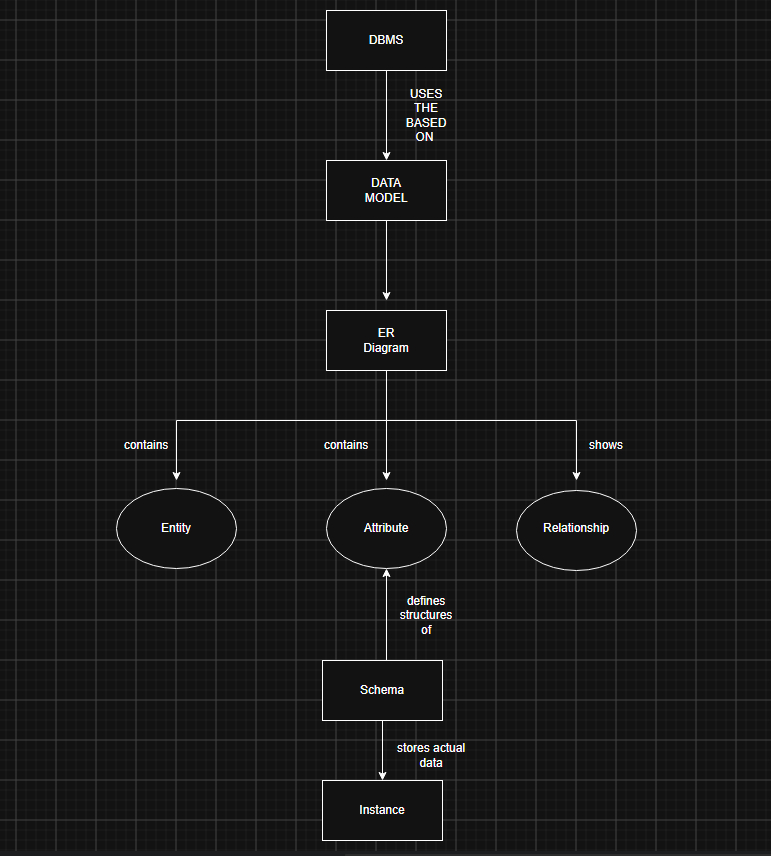 DBMS
USES
THE
BASED
ON
DATA
MODEL
ER
Diagram
contains
contains
shows
Entity
Attribute
Relationship
defines
structures
of
Schema
stores actual
data
Instance